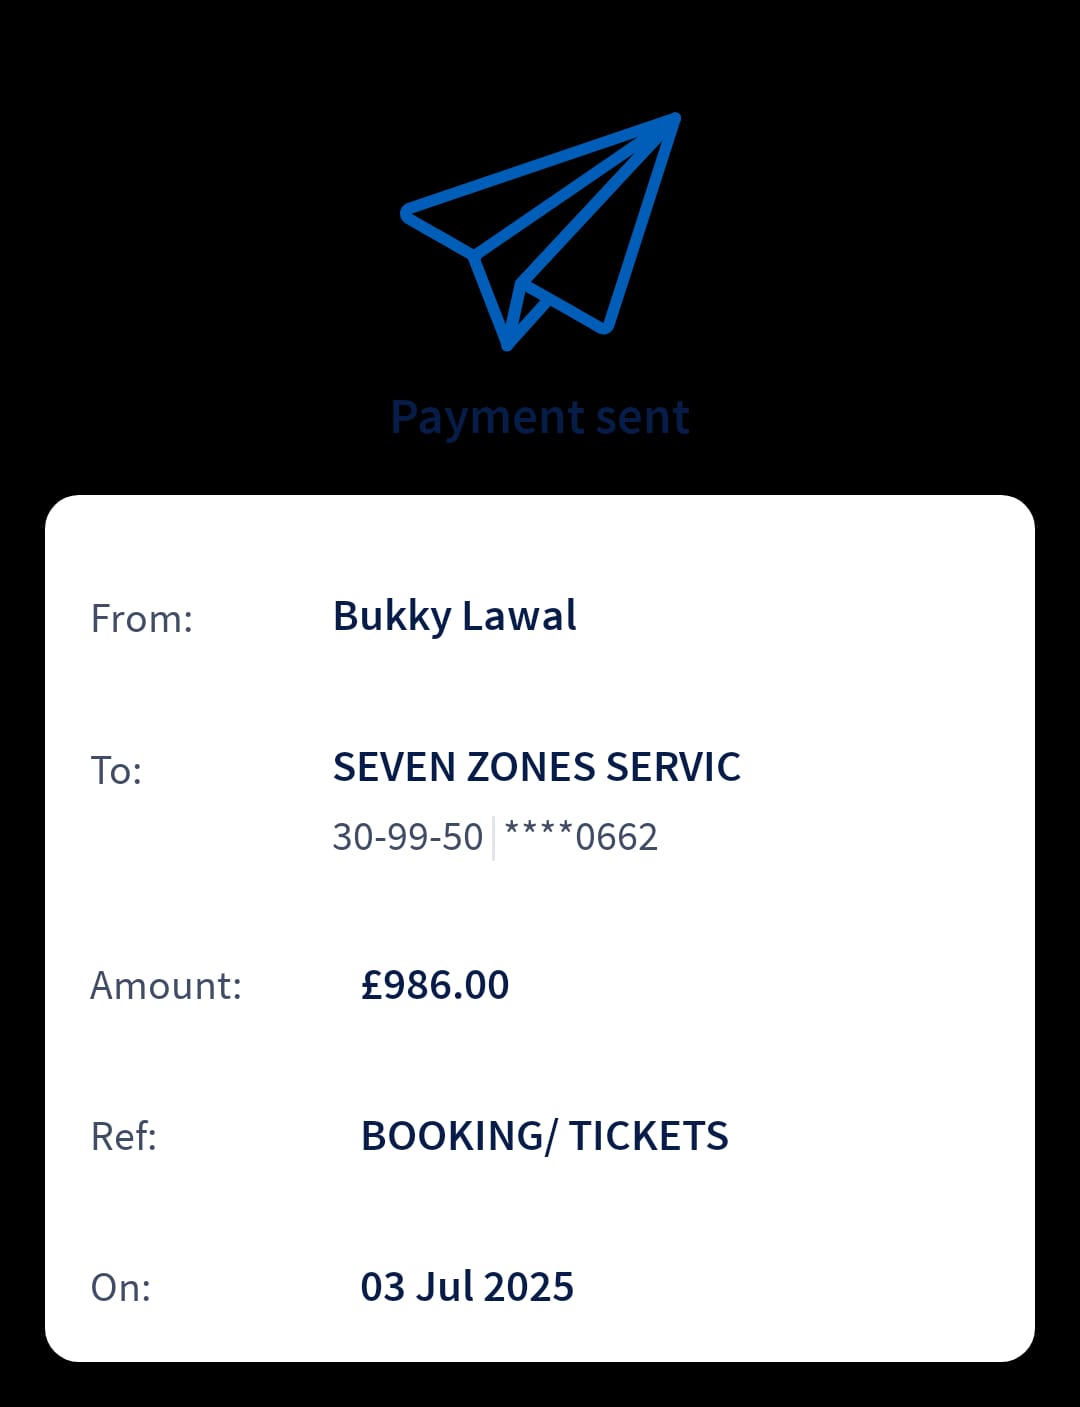 Payment sent
From: Bukky Lawal
To: SEVEN ZONES SERVIC
30-99-50 ****0662
Amount: £986.00
Ref: BOOKING/ TICKETS
On: 03 Jul 2025